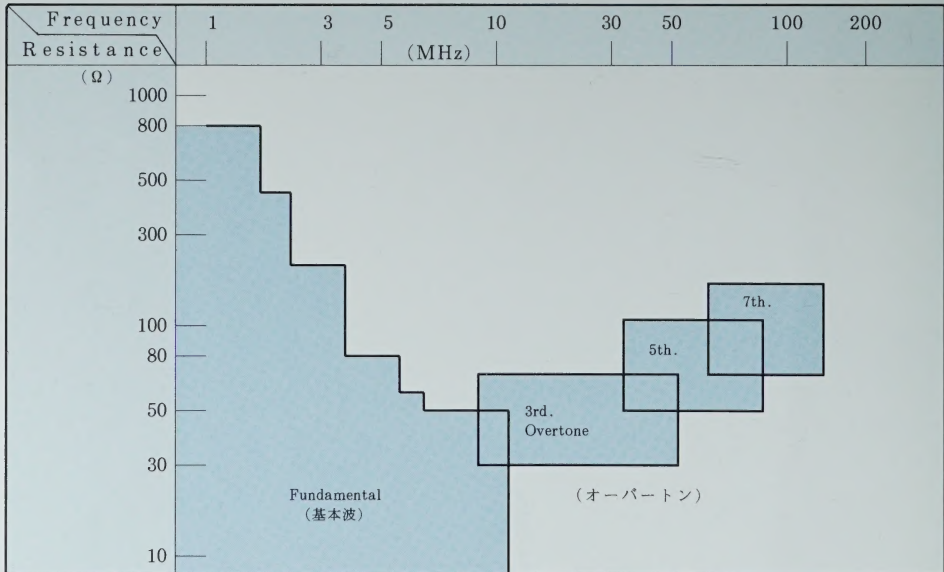 Frequency 1 3 5 10 30 50 100 200
Resistance (MHz)
(Ω)
1000
800
500
300
100
80
50
30
10
7th.
5th.
3rd.
Overtone
Fundamental
(基本波)
(オーパートン)